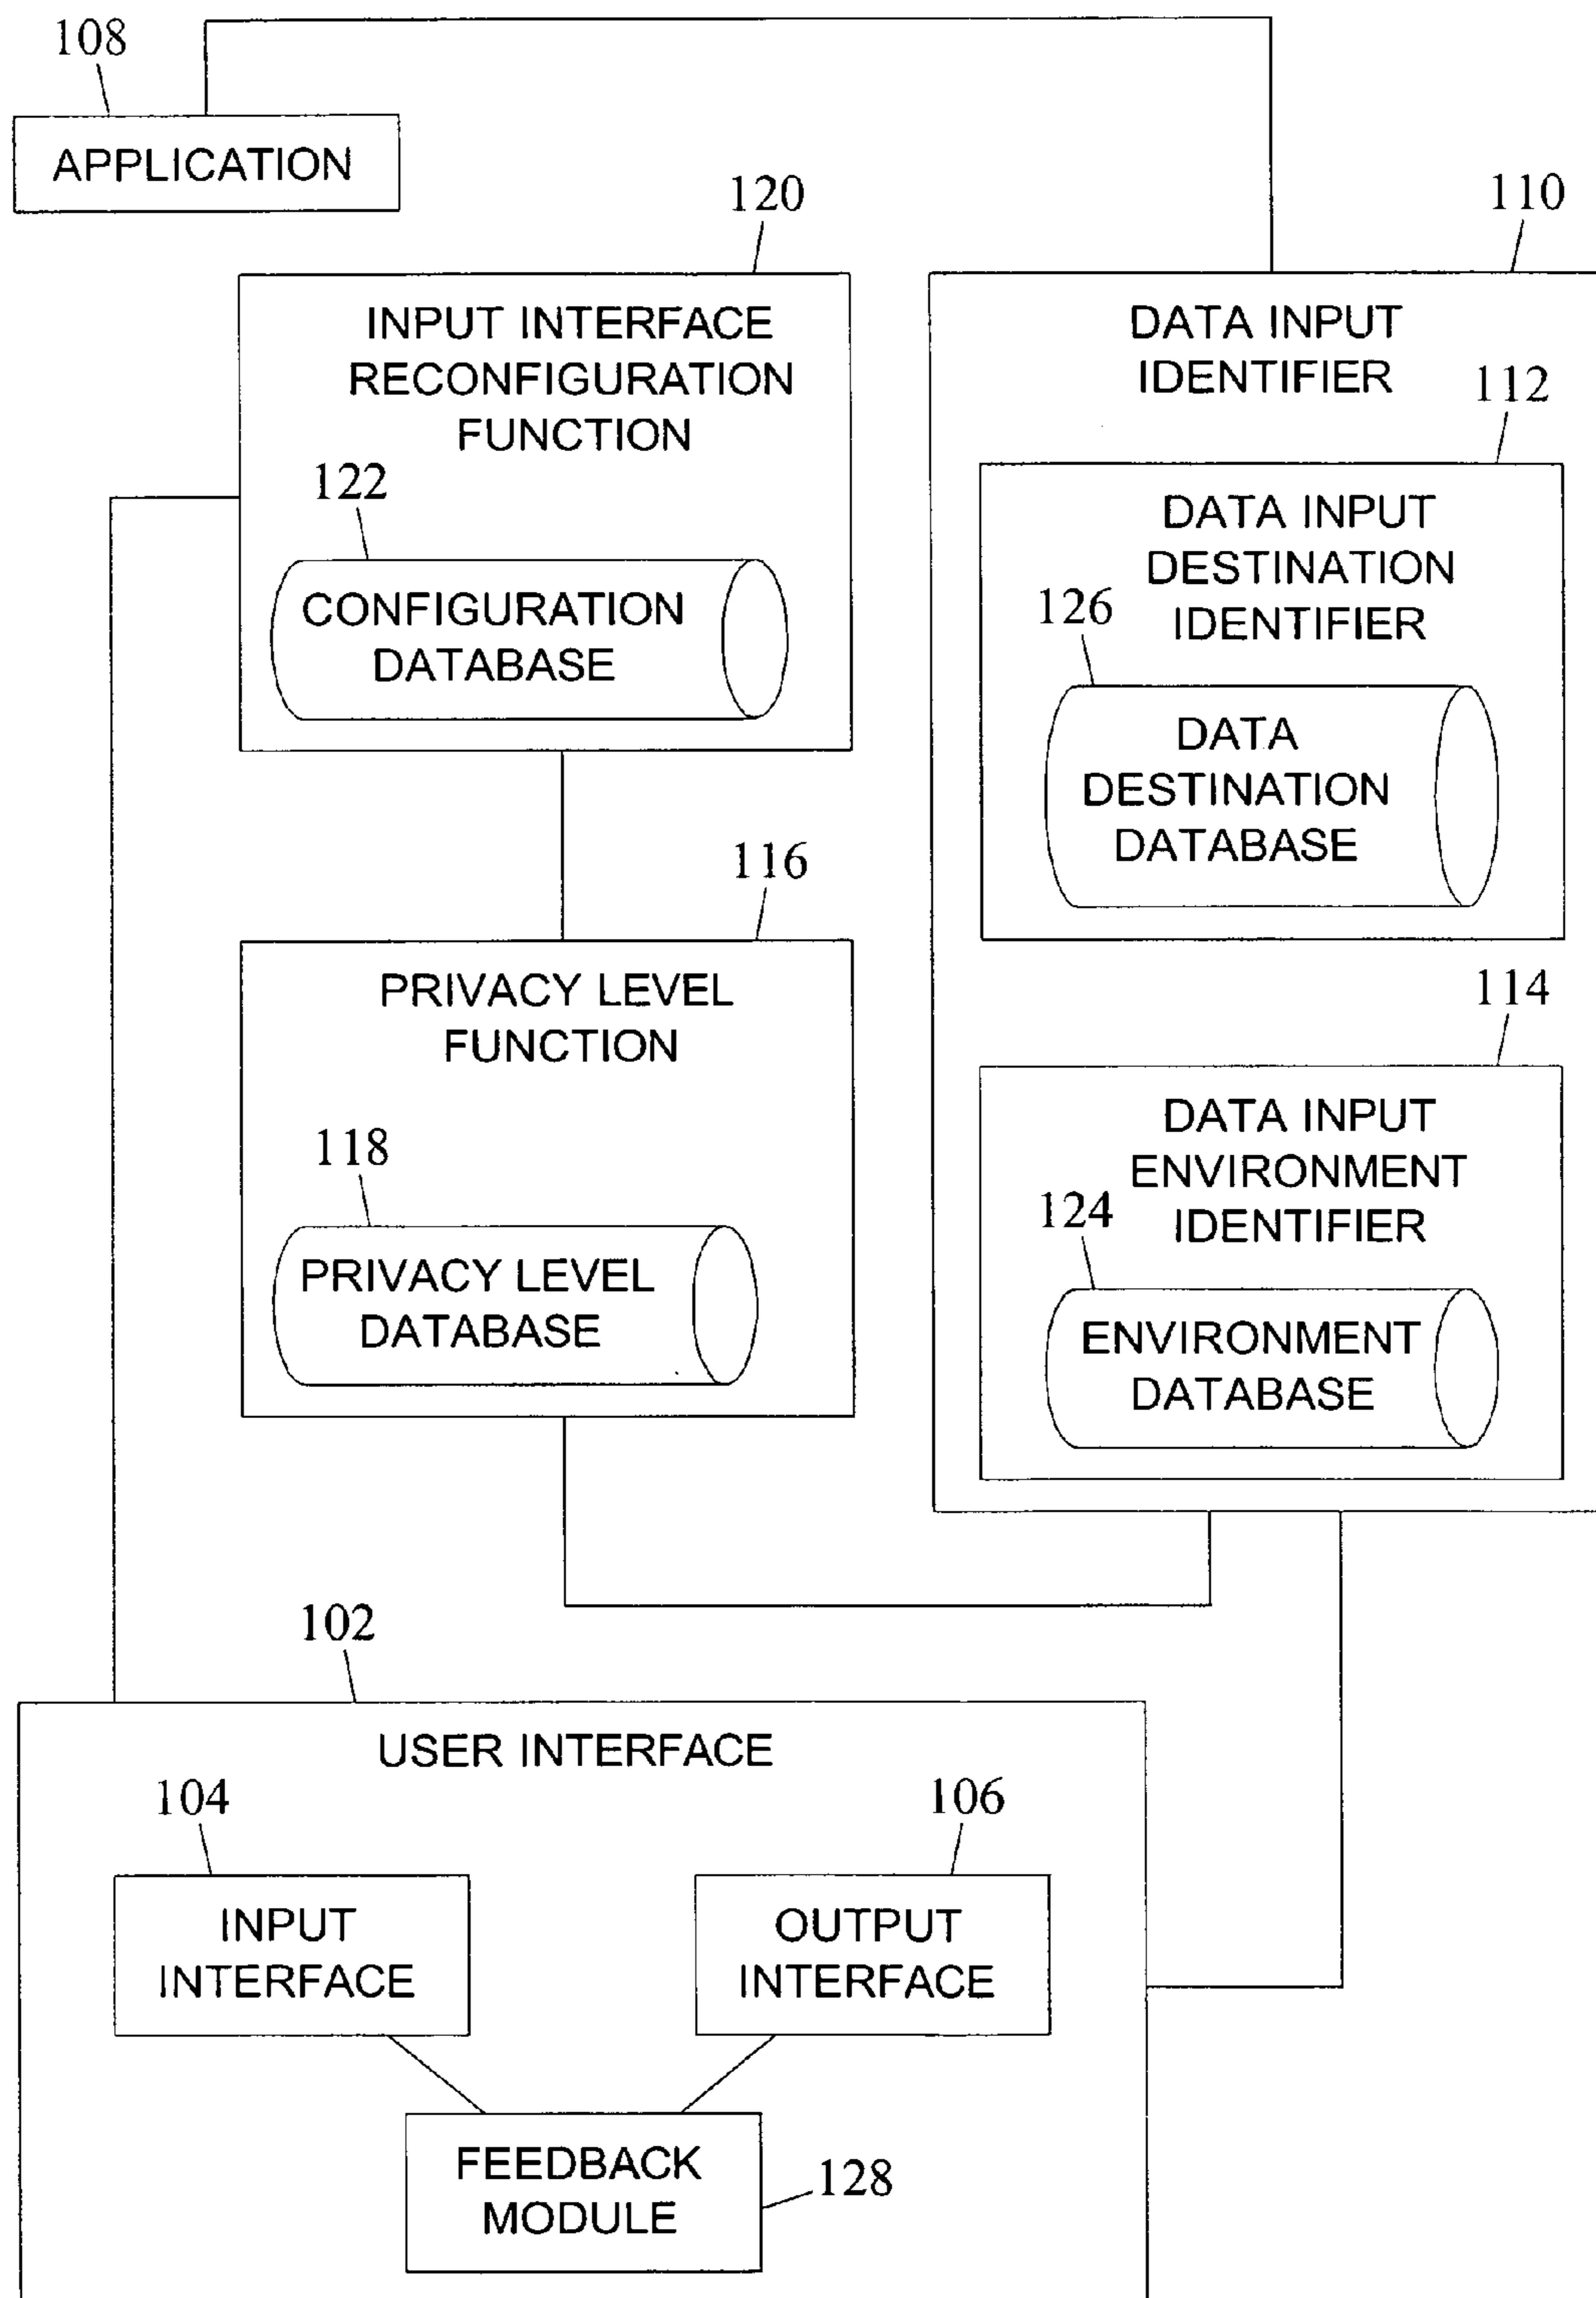 108
APPLICATION
120
INPUT INTERFACE
RECONFIGURATION
FUNCTION
122
CONFIGURATION
DATABASE
110
DATA INPUT
IDENTIFIER
112
DATA INPUT
DESTINATION
IDENTIFIER
126
DATA
DESTINATION
DATABASE
116
PRIVACY LEVEL
FUNCTION
118
PRIVACY LEVEL
DATABASE
114
DATA INPUT
ENVIRONMENT
IDENTIFIER
124
ENVIRONMENT
DATABASE
102
USER INTERFACE
104
INPUT
INTERFACE
106
OUTPUT
INTERFACE
FEEDBACK
MODULE
128